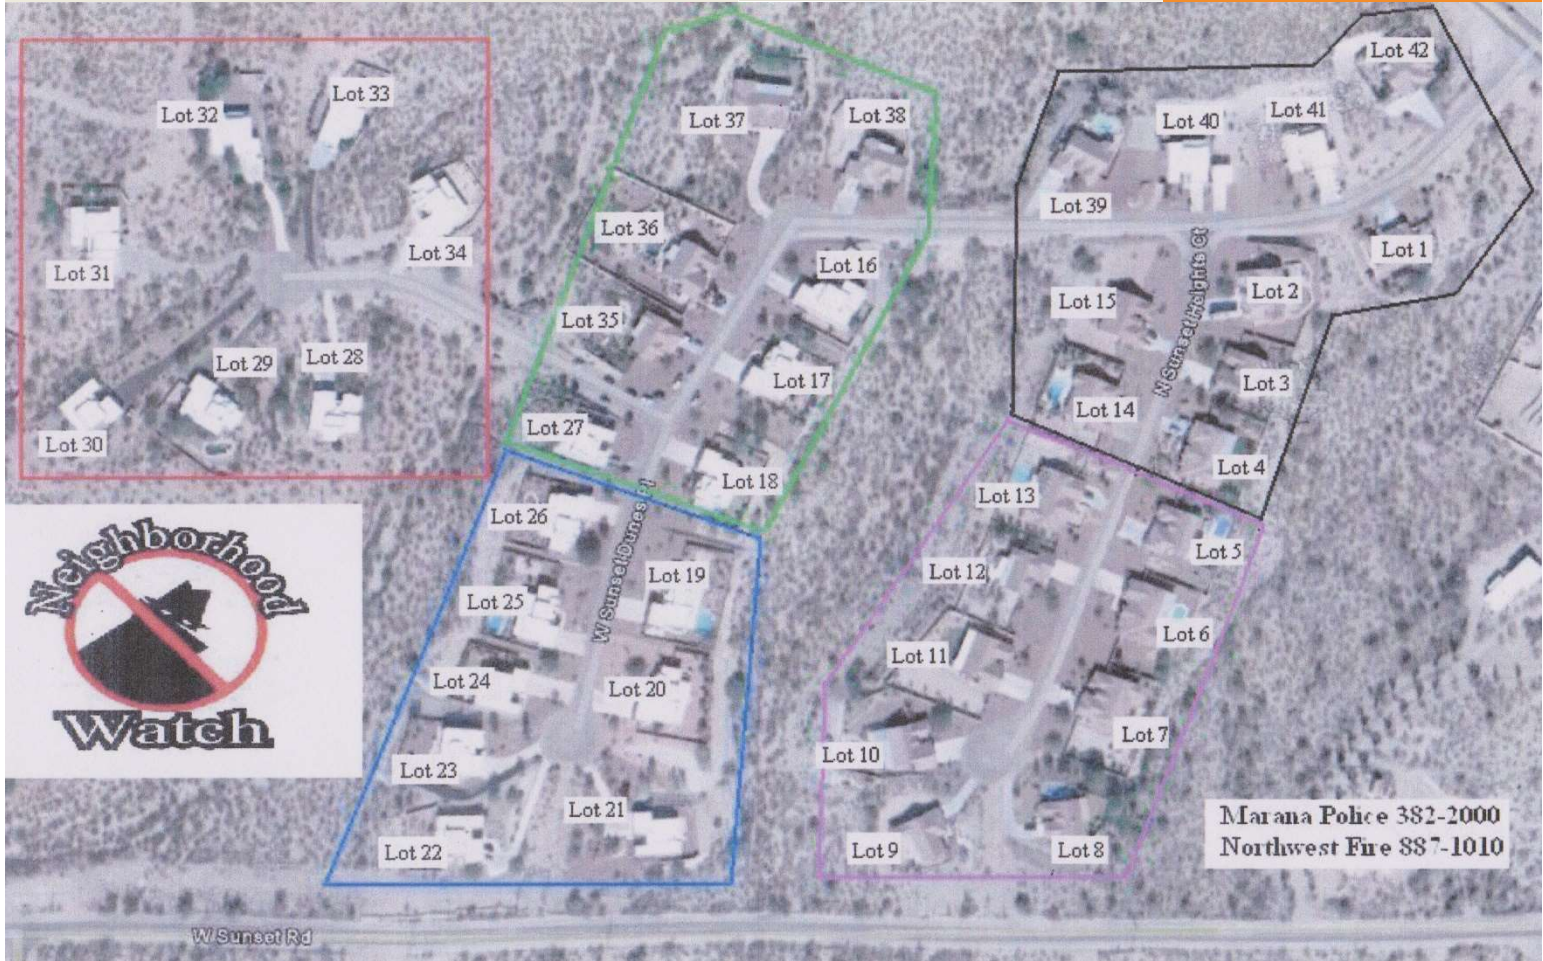 Lot 42
Lot 33
Lot 32
Lot 37
Lot 38
Lot 40
Lot 41
Lot 39
Lot 36
Lot 34
Lot 31
Lot 16
Lot 1
N Sunset Heights Ct
Lot 2
Lot 15
Lot 35
Lot 29
Lot 28
Lot 17
Lot 3
Lot 14
Lot 30
Lot 27
Lot 18
Lot 4
Lot 13
Lot 26
W Sunset Dunes Pl
Lot 5
Lot 12
Lot 19
Lot 25
Lot 6
Lot 11
Lot 24
Lot 20
Lot 7
Lot 10
Lot 23
Lot 21
Lot 22
Lot 9
Lot 8
Neighborhood
Watch
Marana Police 382-2000
Northwest Fire 887-1010
W Sunset Rd